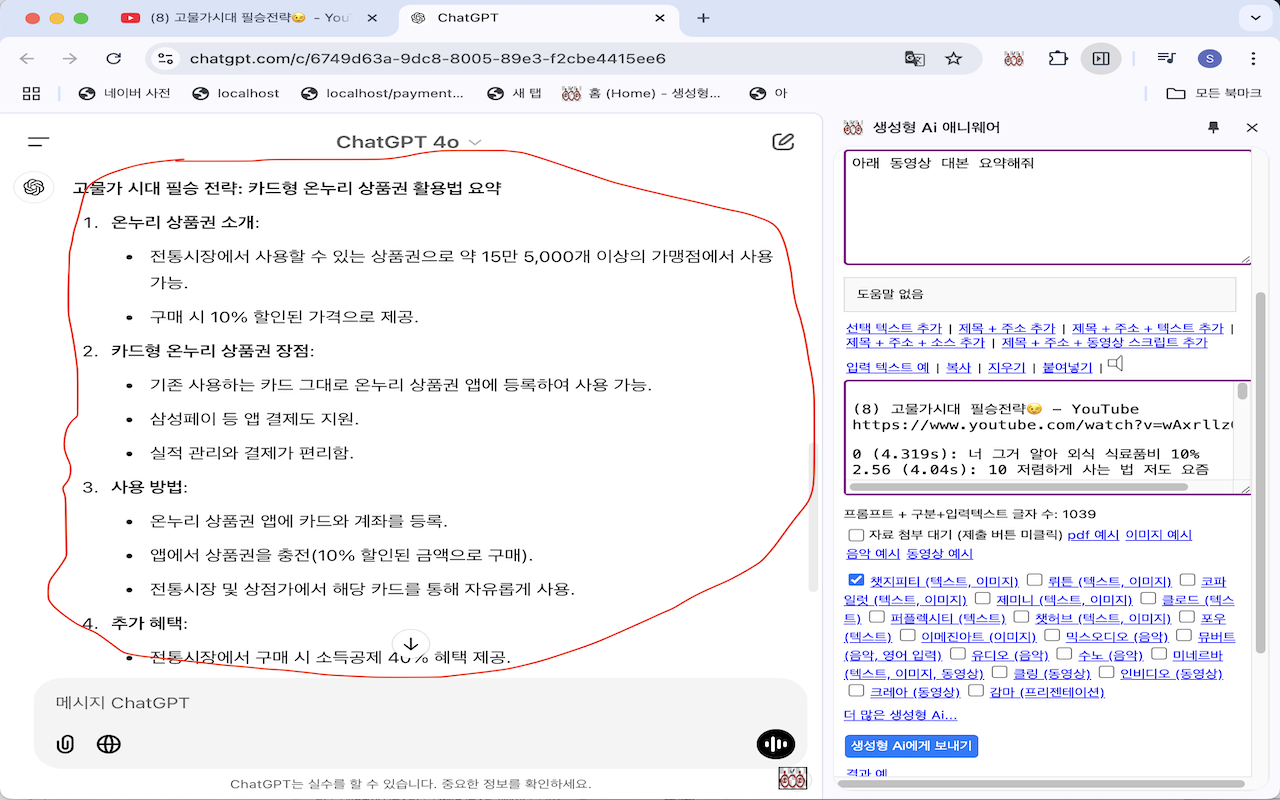 (8) 고물가시대 필승전략😉 - You
ChatGPT
chatgpt.com/c/6749d63a-9dc8-8005-89e3-f2cbe4415ee6
S
네이버 사전
localhost
localhost/payment...
새 탭
홈 (Home) - 생성형...
아
모든 북마크
ChatGPT 4o
고물가 시대 필승 전략: 카드형 온누리 상품권 활용법 요약
1. 온누리 상품권 소개:
• 전통시장에서 사용할 수 있는 상품권으로 약 15만 5,000개 이상의 가맹점에서 사용
가능.
• 구매 시 10% 할인된 가격으로 제공.
2. 카드형 온누리 상품권 장점:
• 기존 사용하는 카드 그대로 온누리 상품권 앱에 등록하여 사용 가능.
• 삼성페이 등 앱 결제도 지원.
• 실적 관리와 결제가 편리함.
3. 사용 방법:
• 온누리 상품권 앱에 카드와 계좌를 등록.
• 앱에서 상품권을 충전(10% 할인된 금액으로 구매).
• 전통시장 및 상점가에서 해당 카드를 통해 자유롭게 사용.
4. 추가 혜택:
• 전통시장에서 구매 시 소득공제 40% 혜택 제공.
메시지 ChatGPT
ChatGPT는 실수를 할 수 있습니다. 중요한 정보를 확인하세요.
생성형 Ai 애니웨어
아래 동영상 대본 요약해줘
도움말 없음
선택 텍스트 추가 | 제목 + 주소 추가 | 제목 + 주소 + 텍스트 추가 |
제목 + 주소 + 소스 추가 | 제목 + 주소 + 동영상 스크립트 추가
입력 텍스트 예 | 복사 | 지우기 | 붙여넣기 |
(8) 고물가시대 필승전략😉 - YouTube
https://www.youtube.com/watch?v=wAxrllz
0 (4.319s): 너 그거 알아 외식 식료품비 10%
2.56 (4.04s): 10 저렴하게 사는 법 저도 요즘
프롬프트 + 구분+입력텍스트 글자 수: 1039
자료 첨부 대기 (제출 버튼 미클릭) pdf 예시 이미지 예시
음악 예시 동영상 예시
챗지피티 (텍스트, 이미지) 뤼튼 (텍스트, 이미지) 코파
일럿 (텍스트, 이미지) 제미니 (텍스트, 이미지) 클로드 (텍스
트) 퍼플렉시티 (텍스트) 챗허브 (텍스트, 이미지) 포우
(텍스트) 이메진아트 (이미지) 믹스오디오 (음악) 뮤버트
(음악, 영어 입력) 유디오 (음악) 수노 (음악) 미네르바
(텍스트, 이미지, 동영상) 클링 (동영상) 인비디오 (동영상)
크레아 (동영상) 감마 (프리젠테이션)
더 많은 생성형 Ai...
생성형 Ai에게 보내기
결과 예